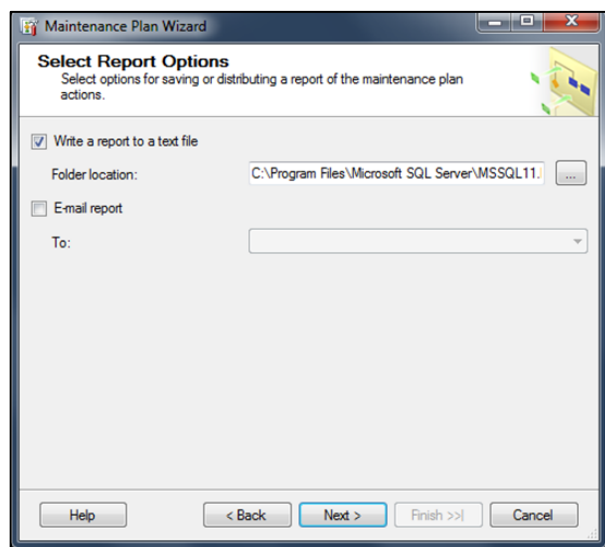 Maintenance Plan Wizard
Select Report Options
Select options for saving or distributing a report of the maintenance plan
actions.
Write a report to a text file
Folder location:
C:\Program Files\Microsoft SQL Server\MSSQL11.
...
E-mail report
To:
Help
< Back
Next >
Finish >>|
Cancel